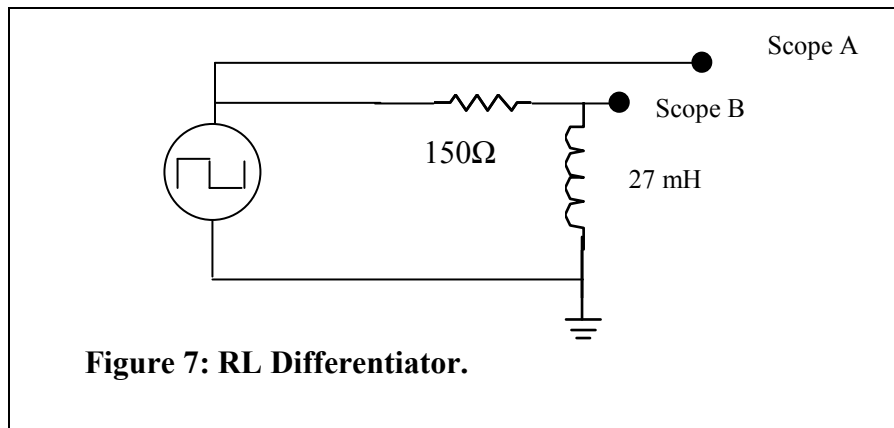 Scope A
Scope B
150Ω
27 mH
Figure 7: RL Differentiator.